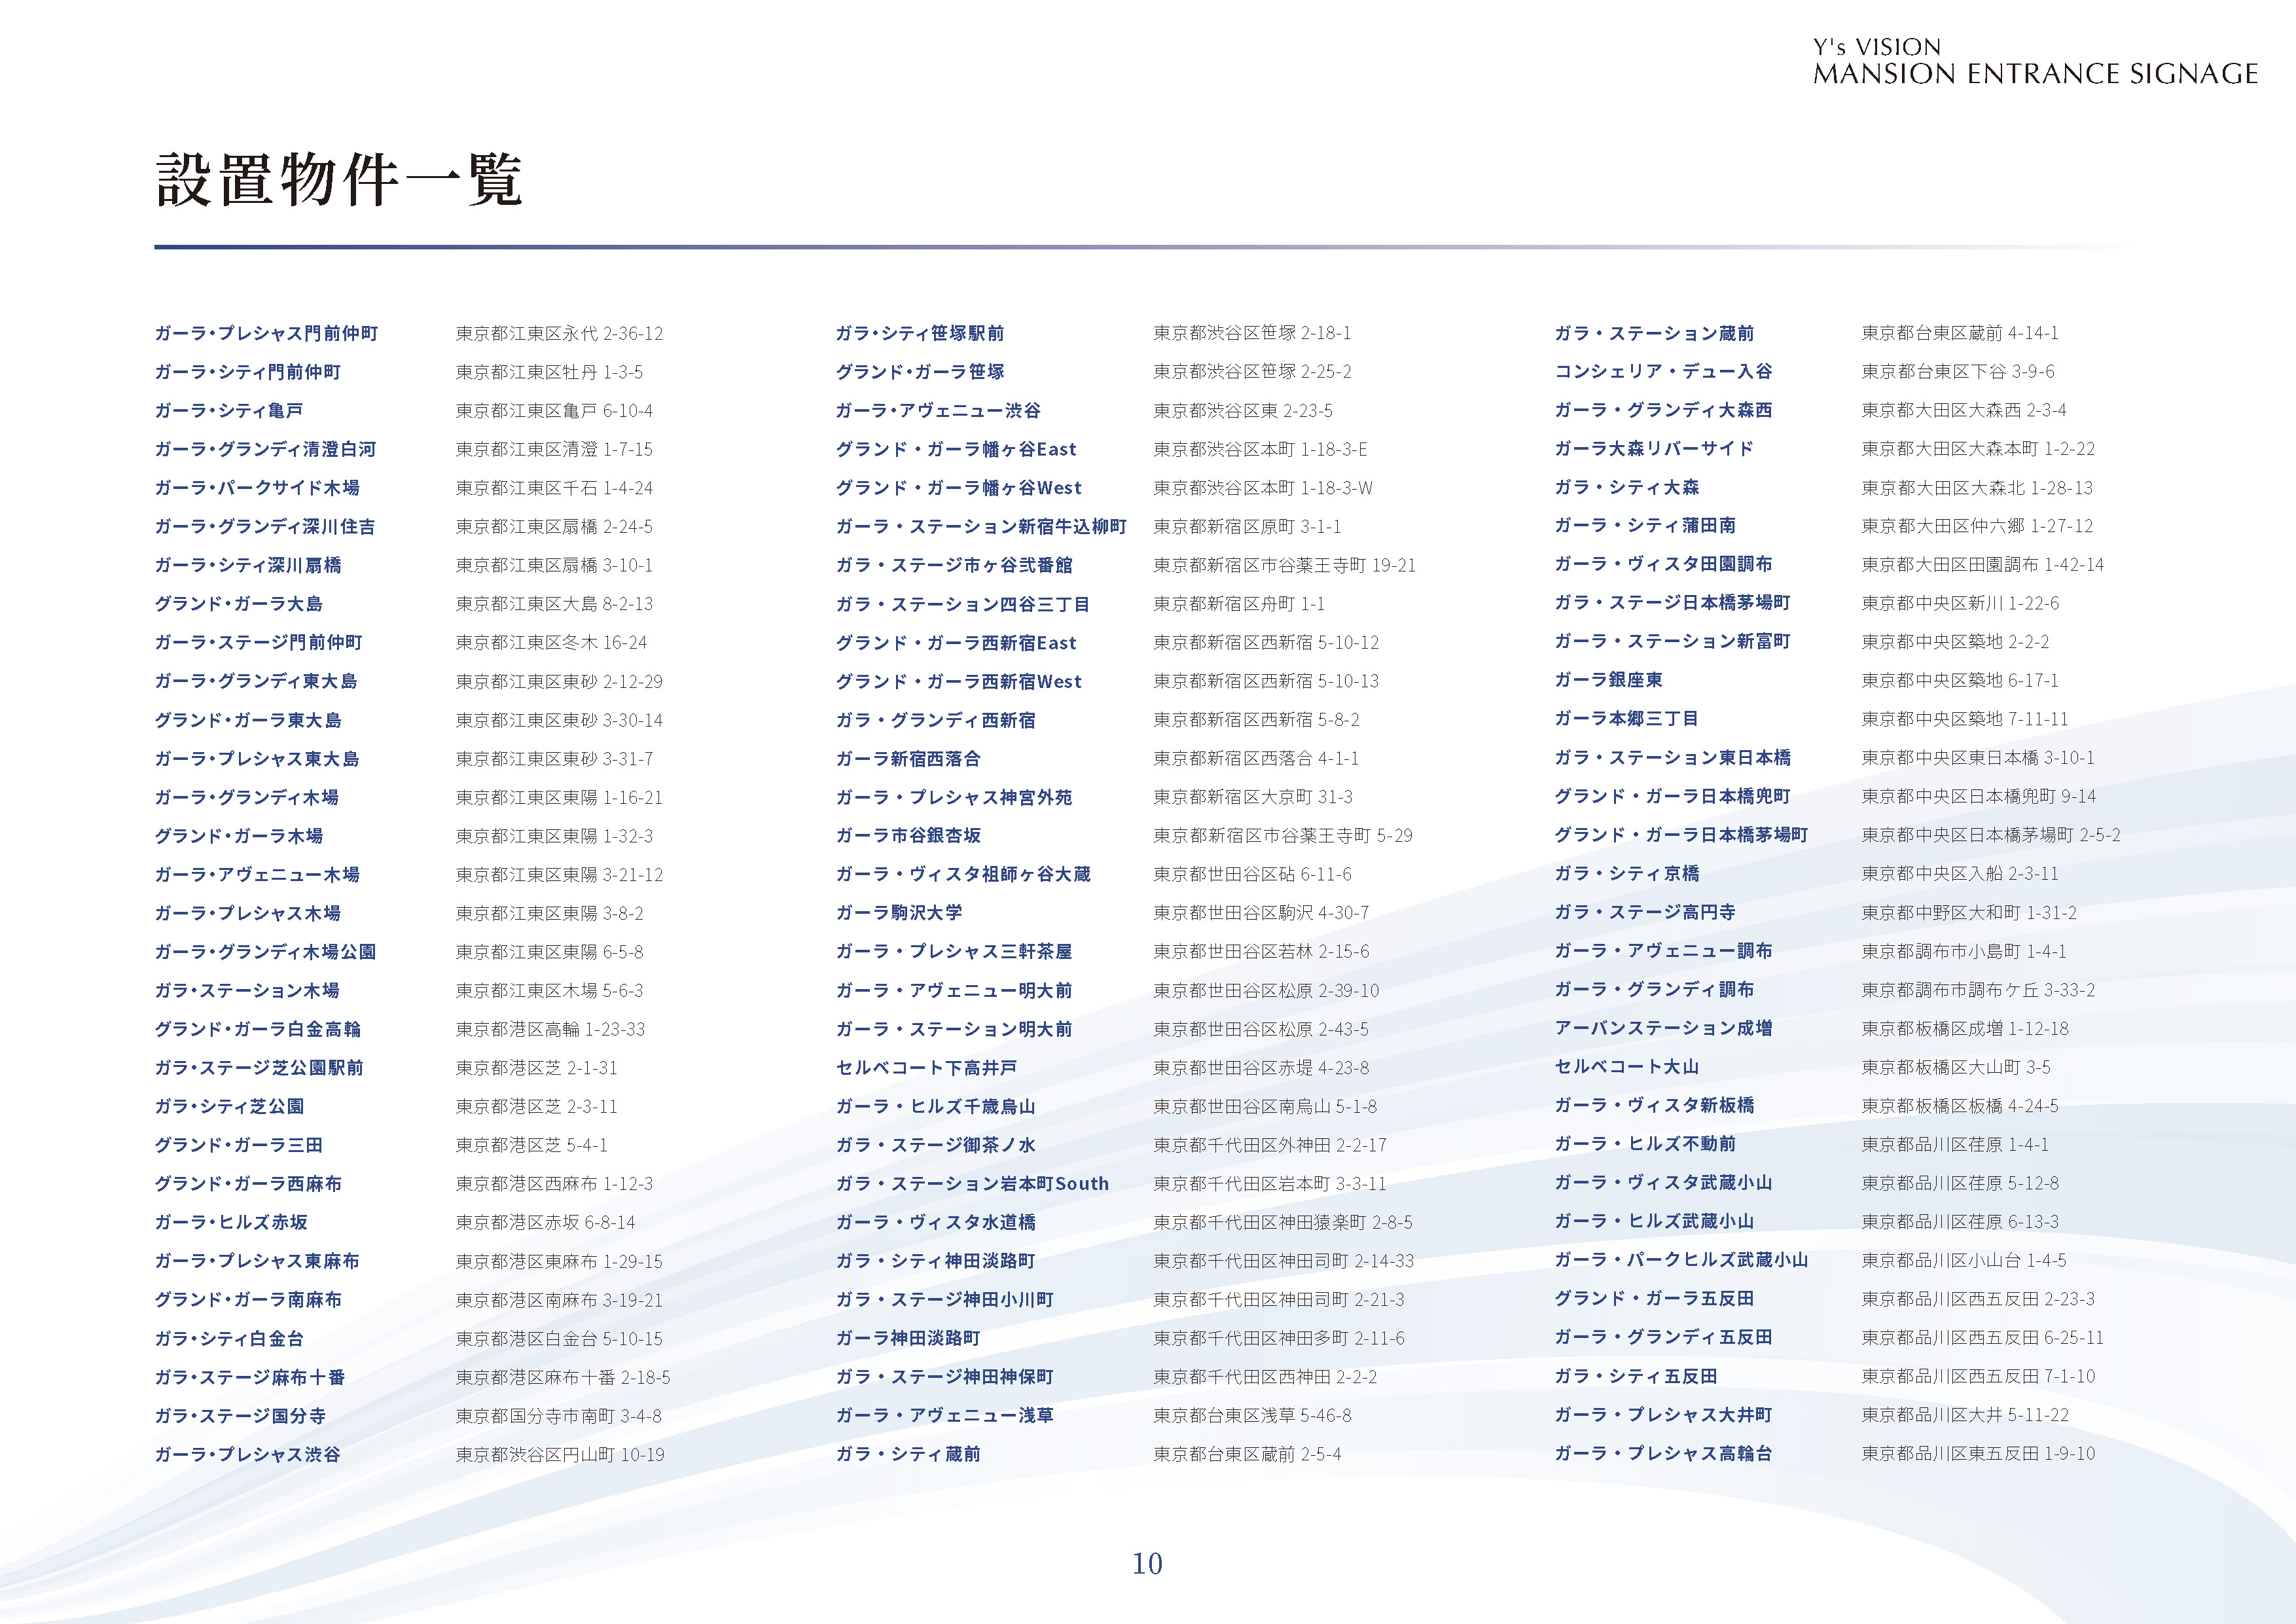 Y's VISION
MANSION ENTRANCE SIGNAGE
設置物件一覧
ガーラ・プレシャス門前仲町 東京都江東区永代 2-36-12
ガーラ・シティ門前仲町 東京都江東区牡丹 1-3-5
ガーラ・シティ亀戸 東京都江東区亀戸 6-10-4
ガーラ・グランディ清澄白河 東京都江東区清澄 1-7-15
ガーラ・パークサイド木場 東京都江東区千石 1-4-24
ガーラ・グランディ深川住吉 東京都江東区扇橋 2-24-5
ガーラ・シティ深川扇橋 東京都江東区扇橋 3-10-1
グランド・ガーラ大島 東京都江東区大島 8-2-13
ガーラ・ステージ門前仲町 東京都江東区冬木 16-24
ガーラ・グランディ東大島 東京都江東区東砂 2-12-29
グランド・ガーラ東大島 東京都江東区東砂 3-30-14
ガーラ・プレシャス東大島 東京都江東区東砂 3-31-7
ガーラ・グランディ木場 東京都江東区東陽 1-16-21
グランド・ガーラ木場 東京都江東区東陽 1-32-3
ガーラ・アヴェニュー木場 東京都江東区東陽 3-21-12
ガーラ・プレシャス木場 東京都江東区東陽 3-8-2
ガーラ・グランディ木場公園 東京都江東区東陽 6-5-8
ガラ・ステーション木場 東京都江東区木場 5-6-3
グランド・ガーラ白金高輪 東京都港区高輪 1-23-33
ガラ・ステージ芝公園駅前 東京都港区芝 2-1-31
ガラ・シティ芝公園 東京都港区芝 2-3-11
グランド・ガーラ三田 東京都港区芝 5-4-1
グランド・ガーラ西麻布 東京都港区西麻布 1-12-3
ガーラ・ヒルズ赤坂 東京都港区赤坂 6-8-14
ガーラ・プレシャス東麻布 東京都港区東麻布 1-29-15
グランド・ガーラ南麻布 東京都港区南麻布 3-19-21
ガラ・シティ白金台 東京都港区白金台 5-10-15
ガラ・ステージ麻布十番 東京都港区麻布十番 2-18-5
ガラ・ステージ国分寺 東京都国分寺市南町 3-4-8
ガーラ・プレシャス渋谷 東京都渋谷区円山町 10-19
ガラ・シティ笹塚駅前 東京都渋谷区笹塚 2-18-1
グランド・ガーラ笹塚 東京都渋谷区笹塚 2-25-2
ガーラ・アヴェニュー渋谷 東京都渋谷区東 2-23-5
グランド・ガーラ幡ヶ谷East 東京都渋谷区本町 1-18-3-E
グランド・ガーラ幡ヶ谷West 東京都渋谷区本町 1-18-3-W
ガーラ・ステーション新宿牛込柳町 東京都新宿区原町 3-1-1
ガラ・ステージ市ヶ谷弐番館 東京都新宿区市谷薬王寺町 19-21
ガラ・ステーション四谷三丁目 東京都新宿区舟町 1-1
グランド・ガーラ西新宿East 東京都新宿区西新宿 5-10-12
グランド・ガーラ西新宿West 東京都新宿区西新宿 5-10-13
ガラ・グランディ西新宿 東京都新宿区西新宿 5-8-2
ガーラ新宿西落合 東京都新宿区西落合 4-1-1
ガーラ・プレシャス神宮外苑 東京都新宿区大京町 31-3
ガーラ市谷銀杏坂 東京都新宿区市谷薬王寺町 5-29
ガーラ・ヴィスタ祖師ヶ谷大蔵 東京都世田谷区砧 6-11-6
ガーラ駒沢大学 東京都世田谷区駒沢 4-30-7
ガーラ・プレシャス三軒茶屋 東京都世田谷区若林 2-15-6
ガーラ・アヴェニュー明大前 東京都世田谷区松原 2-39-10
ガーラ・ステーション明大前 東京都世田谷区松原 2-43-5
セルベコート下高井戸 東京都世田谷区赤堤 4-23-8
ガーラ・ヒルズ千歳烏山 東京都世田谷区南烏山 5-1-8
ガラ・ステージ御茶ノ水 東京都千代田区外神田 2-2-17
ガラ・ステーション岩本町South 東京都千代田区岩本町 3-3-11
ガーラ・ヴィスタ水道橋 東京都千代田区神田猿楽町 2-8-5
ガラ・シティ神田淡路町 東京都千代田区神田司町 2-14-33
ガラ・ステージ神田小川町 東京都千代田区神田司町 2-21-3
ガーラ神田淡路町 東京都千代田区神田多町 2-11-6
ガラ・ステージ神田神保町 東京都千代田区西神田 2-2-2
ガーラ・アヴェニュー浅草 東京都台東区浅草 5-46-8
ガラ・シティ蔵前 東京都台東区蔵前 2-5-4
ガラ・ステーション蔵前 東京都台東区蔵前 4-14-1
コンシェリア・デュー入谷 東京都台東区下谷 3-9-6
ガーラ・グランディ大森西 東京都大田区大森西 2-3-4
ガーラ大森リバーサイド 東京都大田区大森本町 1-2-22
ガラ・シティ大森 東京都大田区大森北 1-28-13
ガーラ・シティ蒲田南 東京都大田区仲六郷 1-27-12
ガーラ・ヴィスタ田園調布 東京都大田区田園調布 1-42-14
ガラ・ステージ日本橋茅場町 東京都中央区新川 1-22-6
ガーラ・ステーション新富町 東京都中央区築地 2-2-2
ガーラ銀座東 東京都中央区築地 6-17-1
ガーラ本郷三丁目 東京都中央区築地 7-11-11
ガラ・ステーション東日本橋 東京都中央区東日本橋 3-10-1
グランド・ガーラ日本橋兜町 東京都中央区日本橋兜町 9-14
グランド・ガーラ日本橋茅場町 東京都中央区日本橋茅場町 2-5-2
ガラ・シティ京橋 東京都中央区入船 2-3-11
ガラ・ステージ高円寺 東京都中野区大和町 1-31-2
ガーラ・アヴェニュー調布 東京都調布市小島町 1-4-1
ガーラ・グランディ調布 東京都調布市調布ケ丘 3-33-2
アーバンステーション成増 東京都板橋区成増 1-12-18
セルベコート大山 東京都板橋区大山町 3-5
ガーラ・ヴィスタ新板橋 東京都板橋区板橋 4-24-5
ガーラ・ヒルズ不動前 東京都品川区荏原 1-4-1
ガーラ・ヴィスタ武蔵小山 東京都品川区荏原 5-12-8
ガーラ・ヒルズ武蔵小山 東京都品川区荏原 6-13-3
ガーラ・パークヒルズ武蔵小山 東京都品川区小山台 1-4-5
グランド・ガーラ五反田 東京都品川区西五反田 2-23-3
ガーラ・グランディ五反田 東京都品川区西五反田 6-25-11
ガラ・シティ五反田 東京都品川区西五反田 7-1-10
ガーラ・プレシャス大井町 東京都品川区大井 5-11-22
ガーラ・プレシャス高輪台 東京都品川区東五反田 1-9-10
10